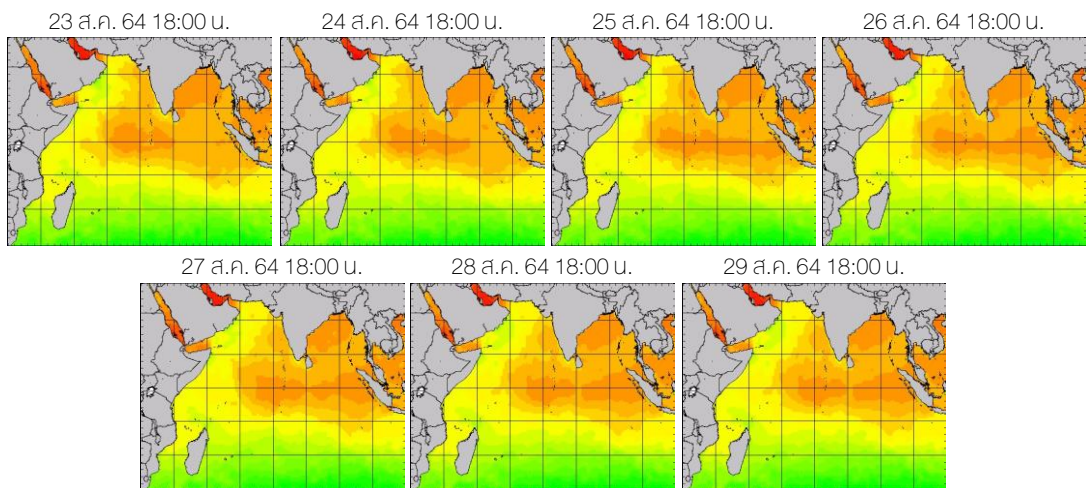 23 ส.ค. 64 18:00 น. 24 ส.ค. 64 18:00 น. 25 ส.ค. 64 18:00 น. 26 ส.ค. 64 18:00 น.
27 ส.ค. 64 18:00 น. 28 ส.ค. 64 18:00 น. 29 ส.ค. 64 18:00 น.